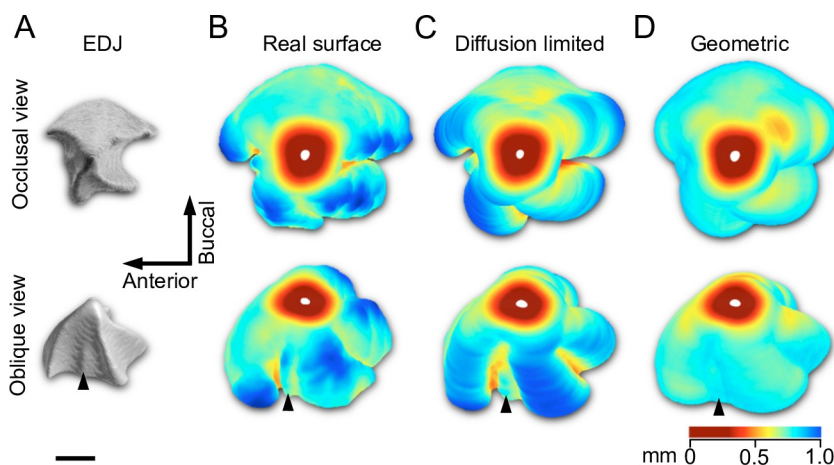 A
EDJ
B
Real surface
C
Diffusion limited
D
Geometric
Occlusal view
Buccal
Anterior
Oblique view
mm 0 0.5 1.0